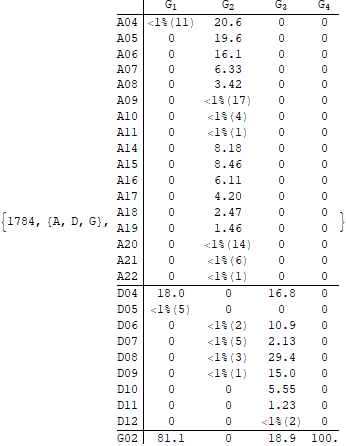 G1 G2 G3 G4
A04 <1%(11) 20.6 0 0
A05 0 19.6 0 0
A06 0 16.1 0 0
A07 0 6.33 0 0
A08 0 3.42 0 0
A09 0 <1%(17) 0 0
A10 0 <1%(4) 0 0
A11 0 <1%(1) 0 0
A14 0 8.18 0 0
A15 0 8.46 0 0
A16 0 6.11 0 0
A17 0 4.20 0 0
{1784, {A, D, G}, A18 0 2.47 0 0 }
A19 0 1.46 0 0
A20 0 <1%(14) 0 0
A21 0 <1%(6) 0 0
A22 0 <1%(1) 0 0
D04 18.0 0 16.8 0
D05 <1%(5) 0 0 0
D06 0 <1%(2) 10.9 0
D07 0 <1%(5) 2.13 0
D08 0 <1%(3) 29.4 0
D09 0 <1%(1) 15.0 0
D10 0 0 5.55 0
D11 0 0 1.23 0
D12 0 0 <1%(2) 0
G02 81.1 0 18.9 100.